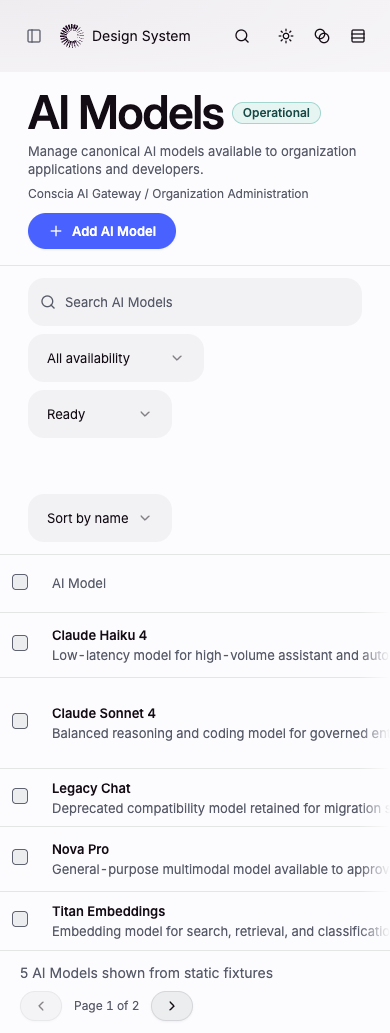 Design System
AI Models
Operational
Manage canonical AI models available to organization
applications and developers.
Conscia AI Gateway / Organization Administration
Add AI Model
Search AI Models
All availability
Ready
Sort by name
AI Model
Claude Haiku 4
Low-latency model for high-volume assistant and auto
Claude Sonnet 4
Balanced reasoning and coding model for governed en
Legacy Chat
Deprecated compatibility model retained for migration s
Nova Pro
General-purpose multimodal model available to approv
Titan Embeddings
Embedding model for search, retrieval, and classificatio
5 AI Models shown from static fixtures
Page 1 of 2